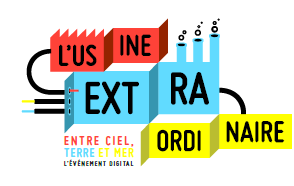 L'US INE
EXT RA
ORDI NAIRE
ENTRE CIEL,
TERRE ET MER
L'ÉVÉNEMENT DIGITAL